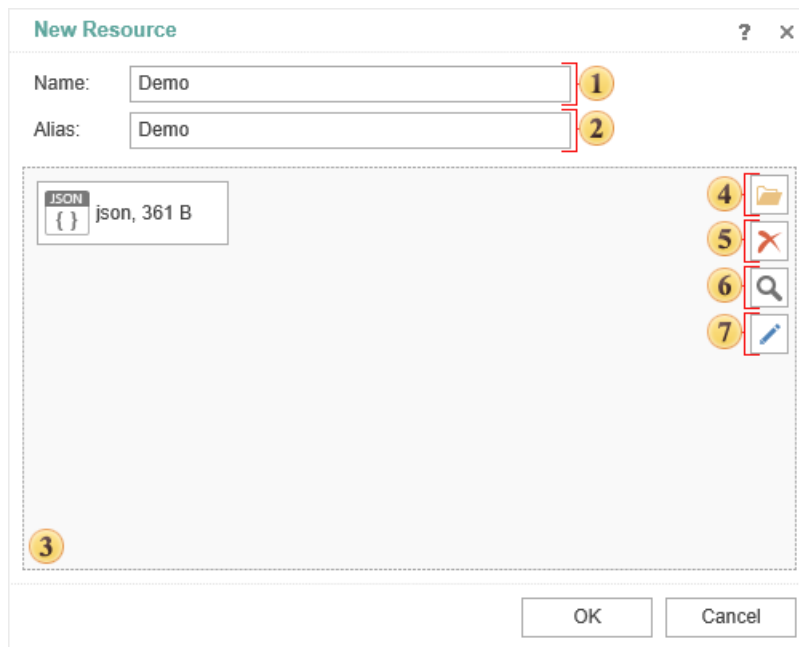 New Resource ? ×
Name: Demo 1
Alias: Demo 2
4
JSON
{ } json, 361 B
5
6
7
3
OK Cancel